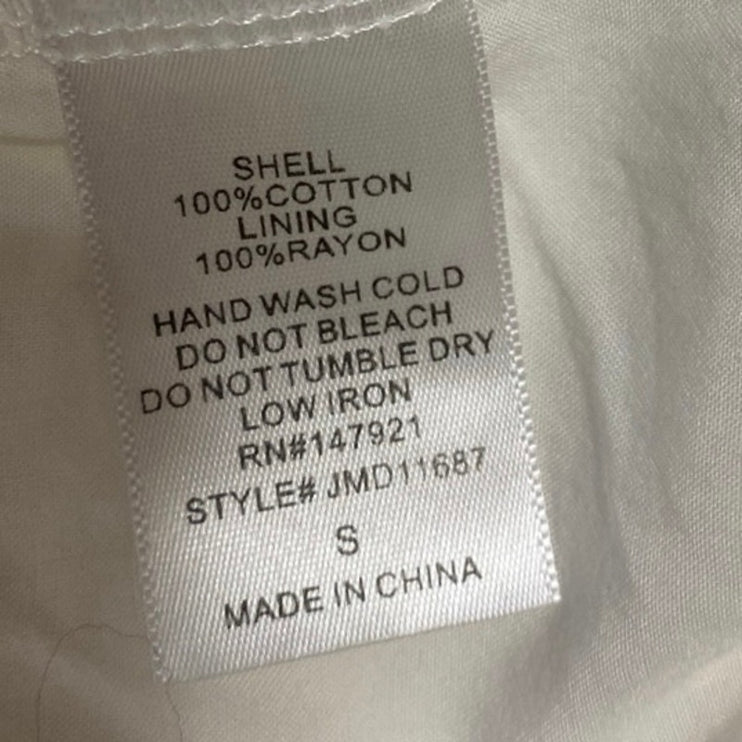 SHELL
100%COTTON
LINING
100%RAYON
HAND WASH COLD
DO NOT BLEACH
DO NOT TUMBLE DRY
LOW IRON
RN#147921
STYLE# JMD11687
S
MADE IN CHINA